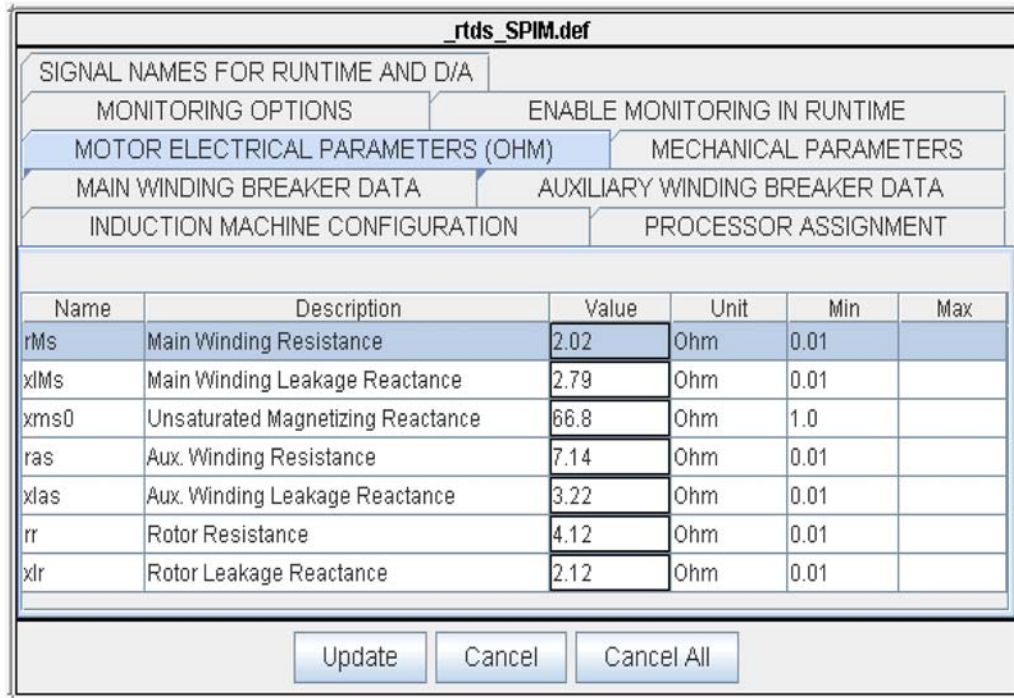 _rtds_SPIM.def
SIGNAL NAMES FOR RUNTIME AND D/A
MONITORING OPTIONS ENABLE MONITORING IN RUNTIME
MOTOR ELECTRICAL PARAMETERS (OHM) MECHANICAL PARAMETERS
MAIN WINDING BREAKER DATA AUXILIARY WINDING BREAKER DATA
INDUCTION MACHINE CONFIGURATION PROCESSOR ASSIGNMENT
Name Description Value Unit Min Max
rMs Main Winding Resistance 2.02 Ohm 0.01
xlMs Main Winding Leakage Reactance 2.79 Ohm 0.01
xms0 Unsaturated Magnetizing Reactance 66.8 Ohm 1.0
ras Aux. Winding Resistance 7.14 Ohm 0.01
xlas Aux. Winding Leakage Reactance 3.22 Ohm 0.01
rr Rotor Resistance 4.12 Ohm 0.01
xlr Rotor Leakage Reactance 2.12 Ohm 0.01
Update Cancel Cancel All